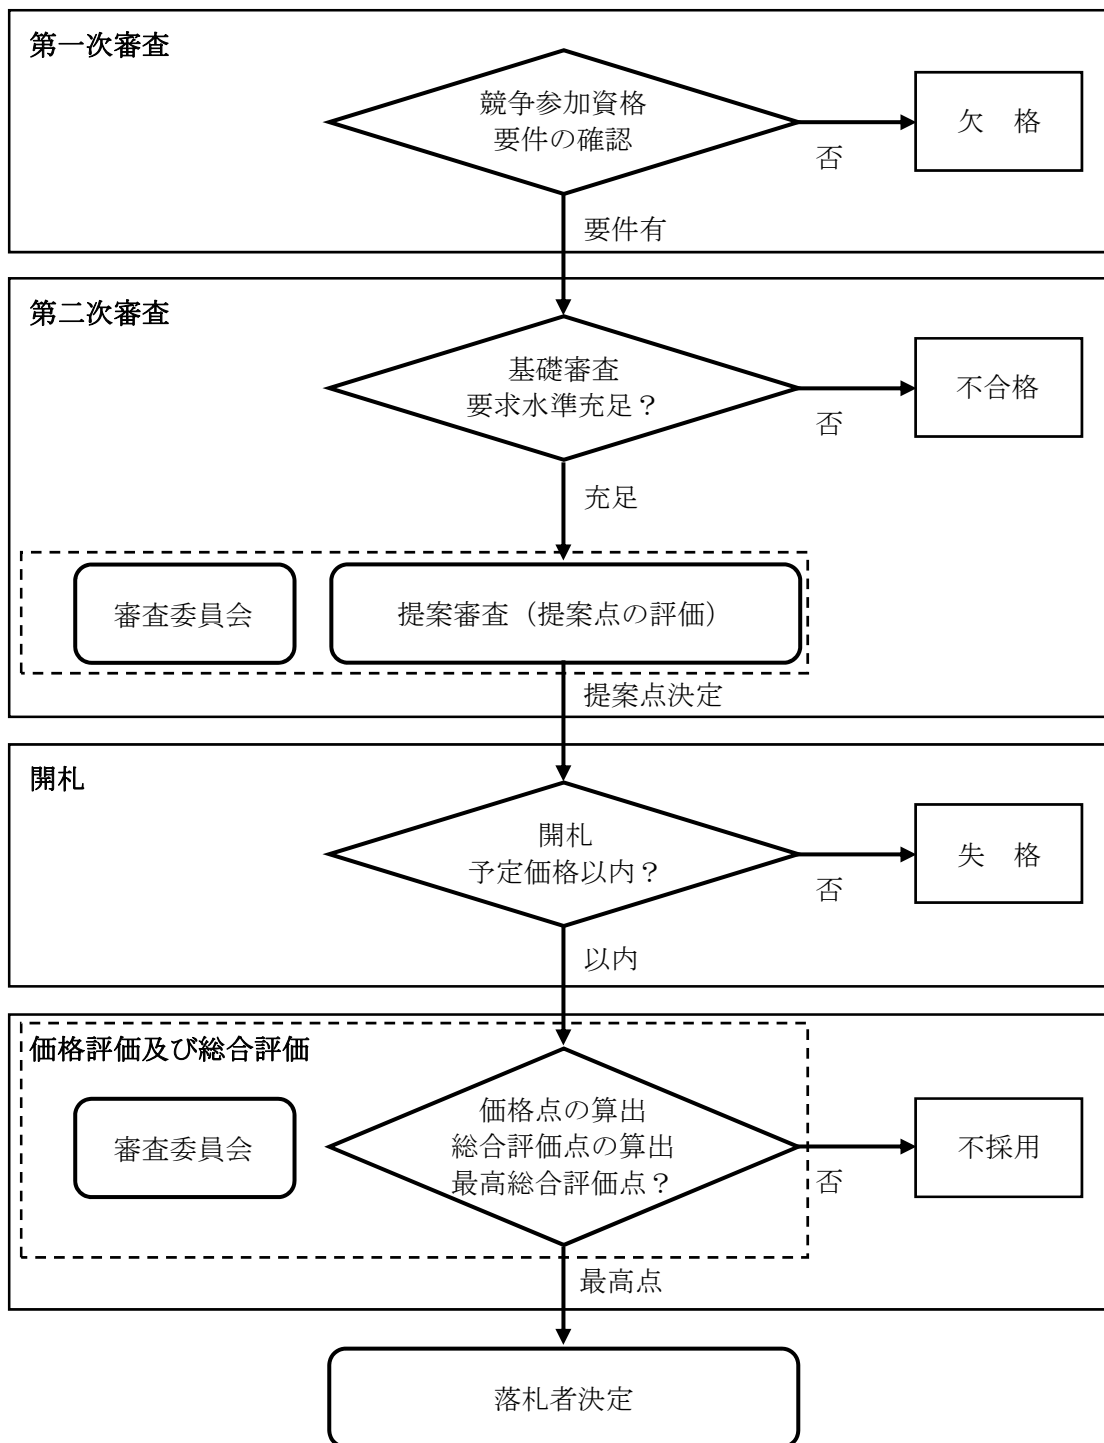 第一次審査
競争参加資格
要件の確認
否
欠　格
要件有
第二次審査
基礎審査
要求水準充足？
否
不合格
充足
審査委員会
提案審査（提案点の評価）
提案点決定
開札
開札
予定価格以内？
否
失　格
以内
価格評価及び総合評価
審査委員会
価格点の算出
総合評価点の算出
最高総合評価点？
否
不採用
最高点
落札者決定